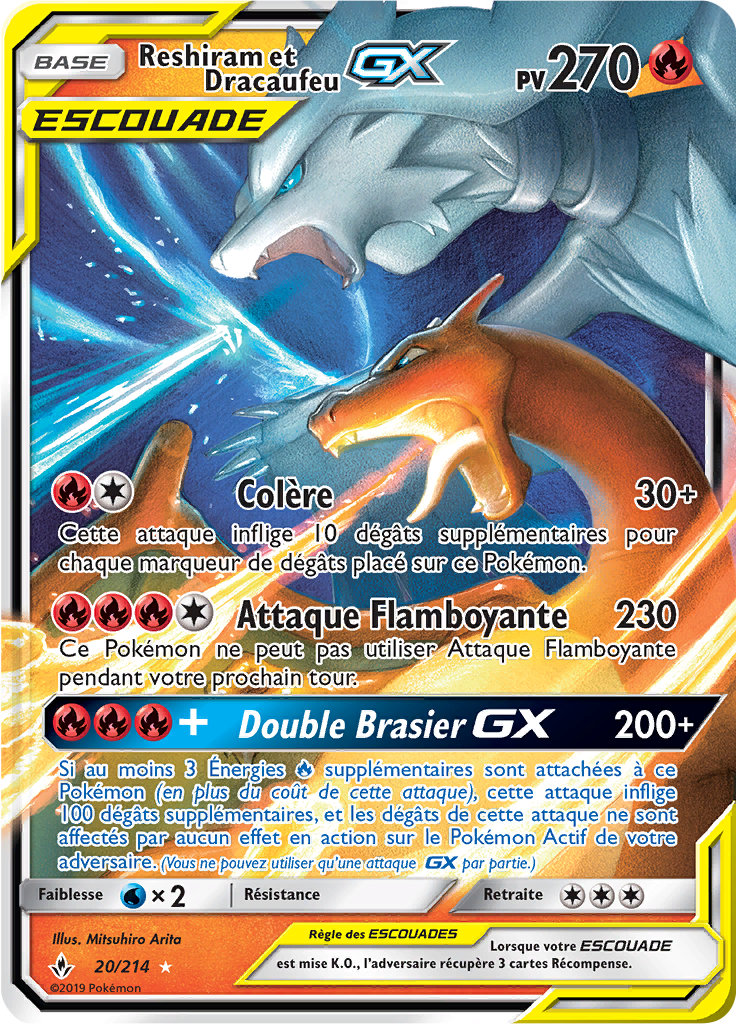 BASE
Reshiram et
Dracaufeu GX
PV 270
ESCOUADE
Colère 30+
Cette attaque inflige 10 dégâts supplémentaires pour
chaque marqueur de dégâts placé sur ce Pokémon.
Attaque Flamboyante 230
Ce Pokémon ne peut pas utiliser Attaque Flamboyante
pendant votre prochain tour.
+ Double Brasier GX 200+
Si au moins 3 Énergies supplémentaires sont attachées à ce
Pokémon (en plus du coût de cette attaque), cette attaque inflige
100 dégâts supplémentaires, et les dégâts de cette attaque ne sont
affectés par aucun effet en action sur le Pokémon Actif de votre
adversaire. (Vous ne pouvez utiliser qu'une attaque GX par partie.)
Faiblesse ×2 Résistance Retraite
Illus. Mitsuhiro Arita
20/214
©2019 Pokémon
Règle des ESCOUADES
Lorsque votre ESCOUADE
est mise K.O., l'adversaire récupère 3 cartes Récompense.